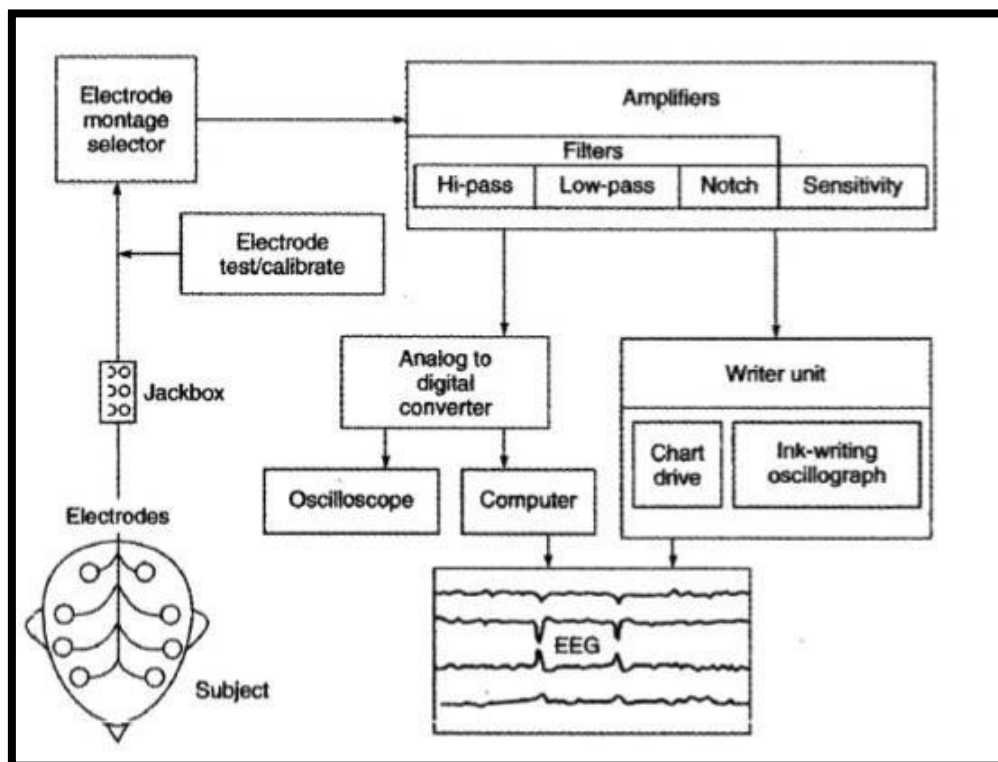 Electrode
montage
selector
Amplifiers
Filters
Hi-pass
Low-pass
Notch
Sensitivity
Electrode
test/calibrate
Jackbox
Analog to
digital
converter
Writer unit
Chart
drive
Ink-writing
oscillograph
Oscilloscope
Computer
Electrodes
EEG
Subject